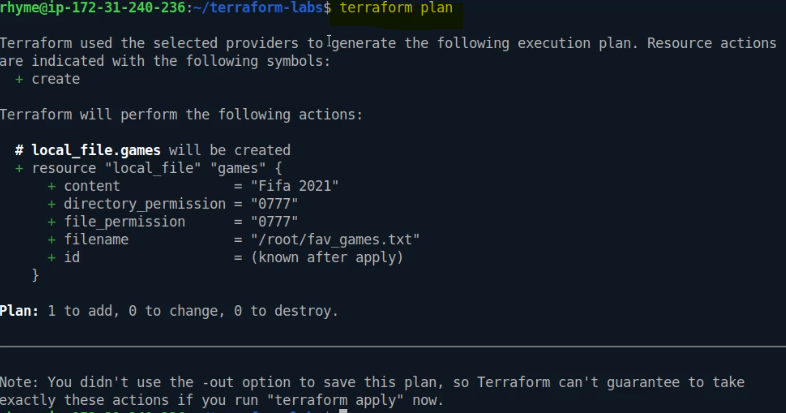 rhyme@ip-172-31-240-236:~/terraform-labs$ terraform plan
Terraform used the selected providers to generate the following execution plan. Resource actions
are indicated with the following symbols:
+ create
Terraform will perform the following actions:
# local_file.games will be created
+ resource "local_file" "games" {
+ content = "Fifa 2021"
+ directory_permission = "0777"
+ file_permission = "0777"
+ filename = "/root/fav_games.txt"
+ id = (known after apply)
}
Plan: 1 to add, 0 to change, 0 to destroy.
Note: You didn't use the -out option to save this plan, so Terraform can't guarantee to take
exactly these actions if you run "terraform apply" now.